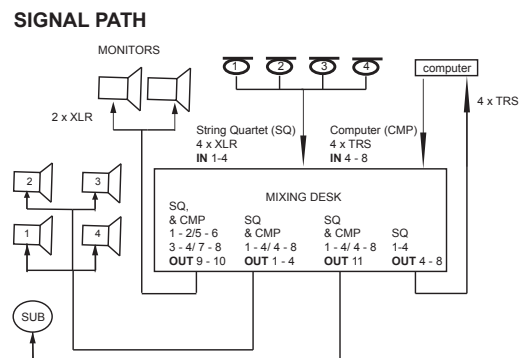 SIGNAL PATH
MONITORS
1 2 3 4
computer
2 x XLR
4 x TRS
String Quartet (SQ)
4 x XLR
IN 1-4
Computer (CMP)
4 x TRS
IN 4 - 8
2 3
1 4
MIXING DESK
SQ,
& CMP
1 - 2/5 - 6
3 - 4/ 7 - 8
OUT 9 - 10
SQ
& CMP
1 - 4/ 4 - 8
OUT 1 - 4
SQ
& CMP
1 - 4/ 4 - 8
OUT 11
SQ
1-4
OUT 4 - 8
SUB